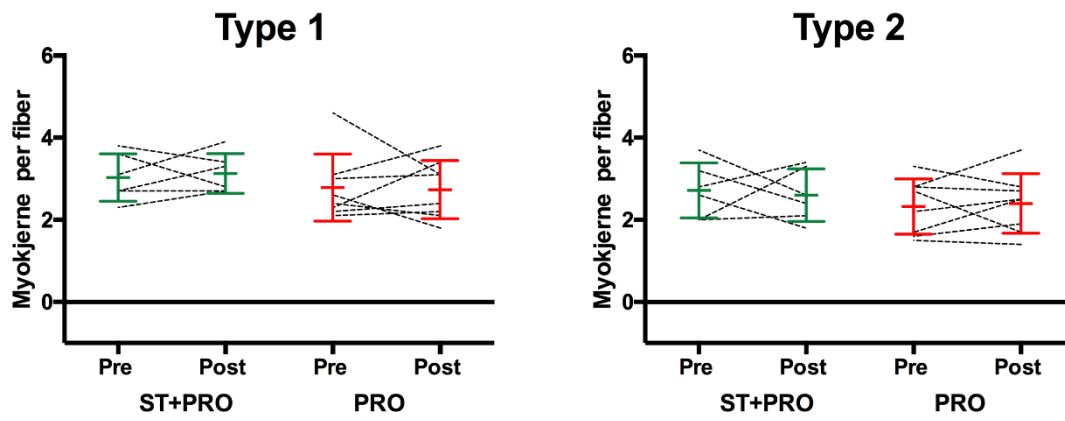 Type 1
Myokjerne per fiber
6
4
2
0
Pre
Post
Pre
Post
ST+PRO
PRO
Type 2
Myokjerne per fiber
6
4
2
0
Pre
Post
Pre
Post
ST+PRO
PRO